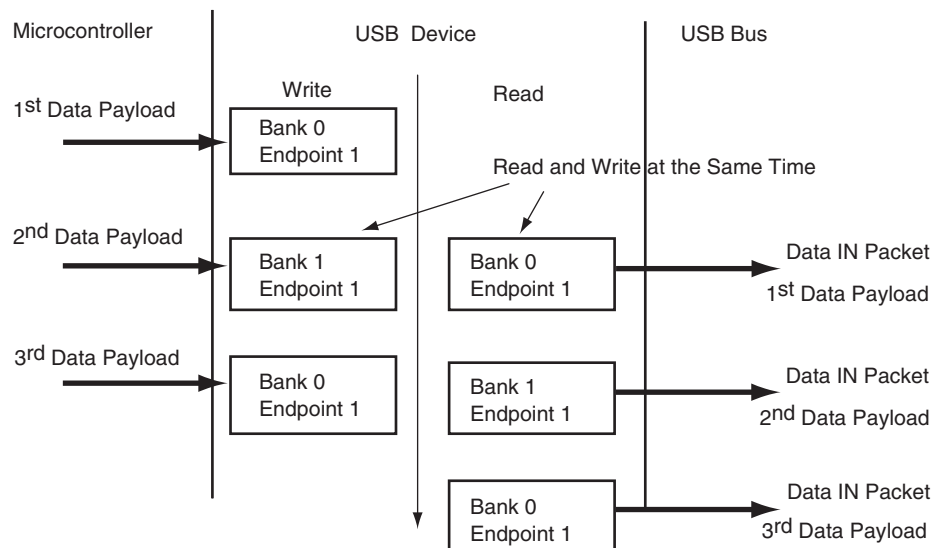 Microcontroller
USB Device
USB Bus
Write
Read
1st Data Payload
Bank 0
Endpoint 1
Read and Write at the Same Time
2nd Data Payload
Bank 1
Endpoint 1
Bank 0
Endpoint 1
Data IN Packet
1st Data Payload
3rd Data Payload
Bank 0
Endpoint 1
Bank 1
Endpoint 1
Data IN Packet
2nd Data Payload
Bank 0
Endpoint 1
Data IN Packet
3rd Data Payload